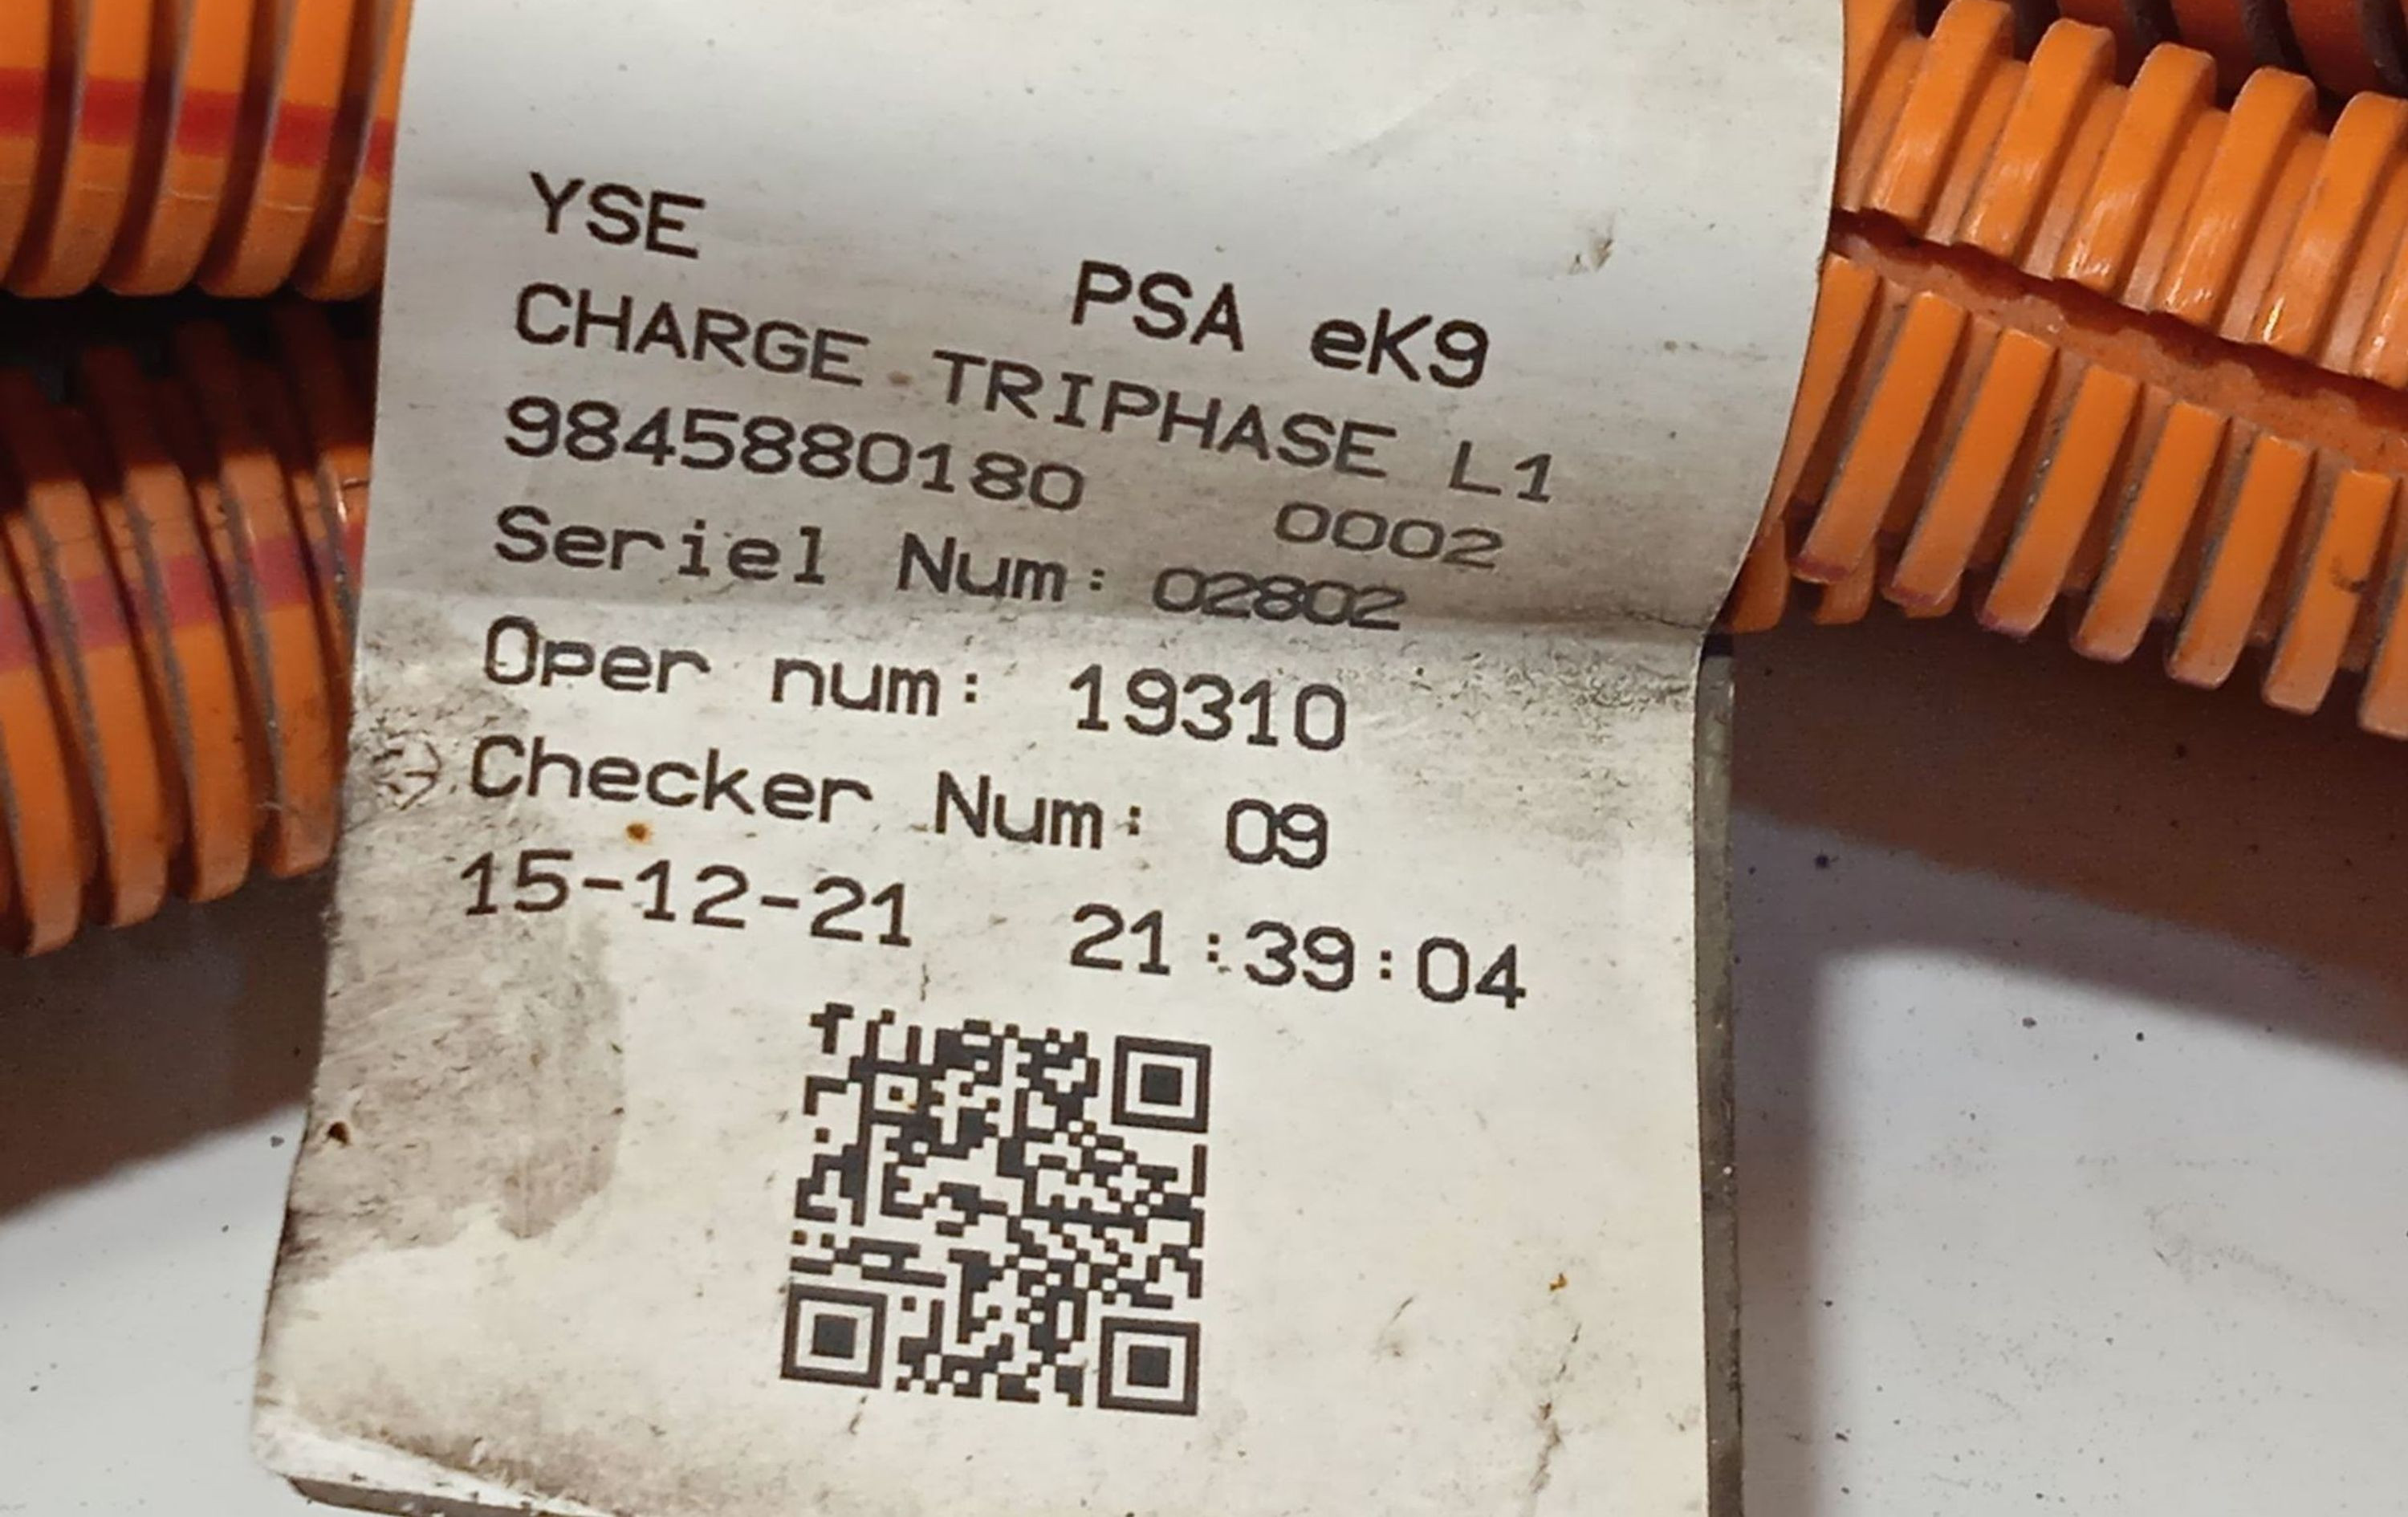 YSE PSA eK9
CHARGE TRIPHASE L1
9845880180 0002
Seriel Num: 02802
Oper num: 19310
Checker Num: 09
15-12-21 21:39:04